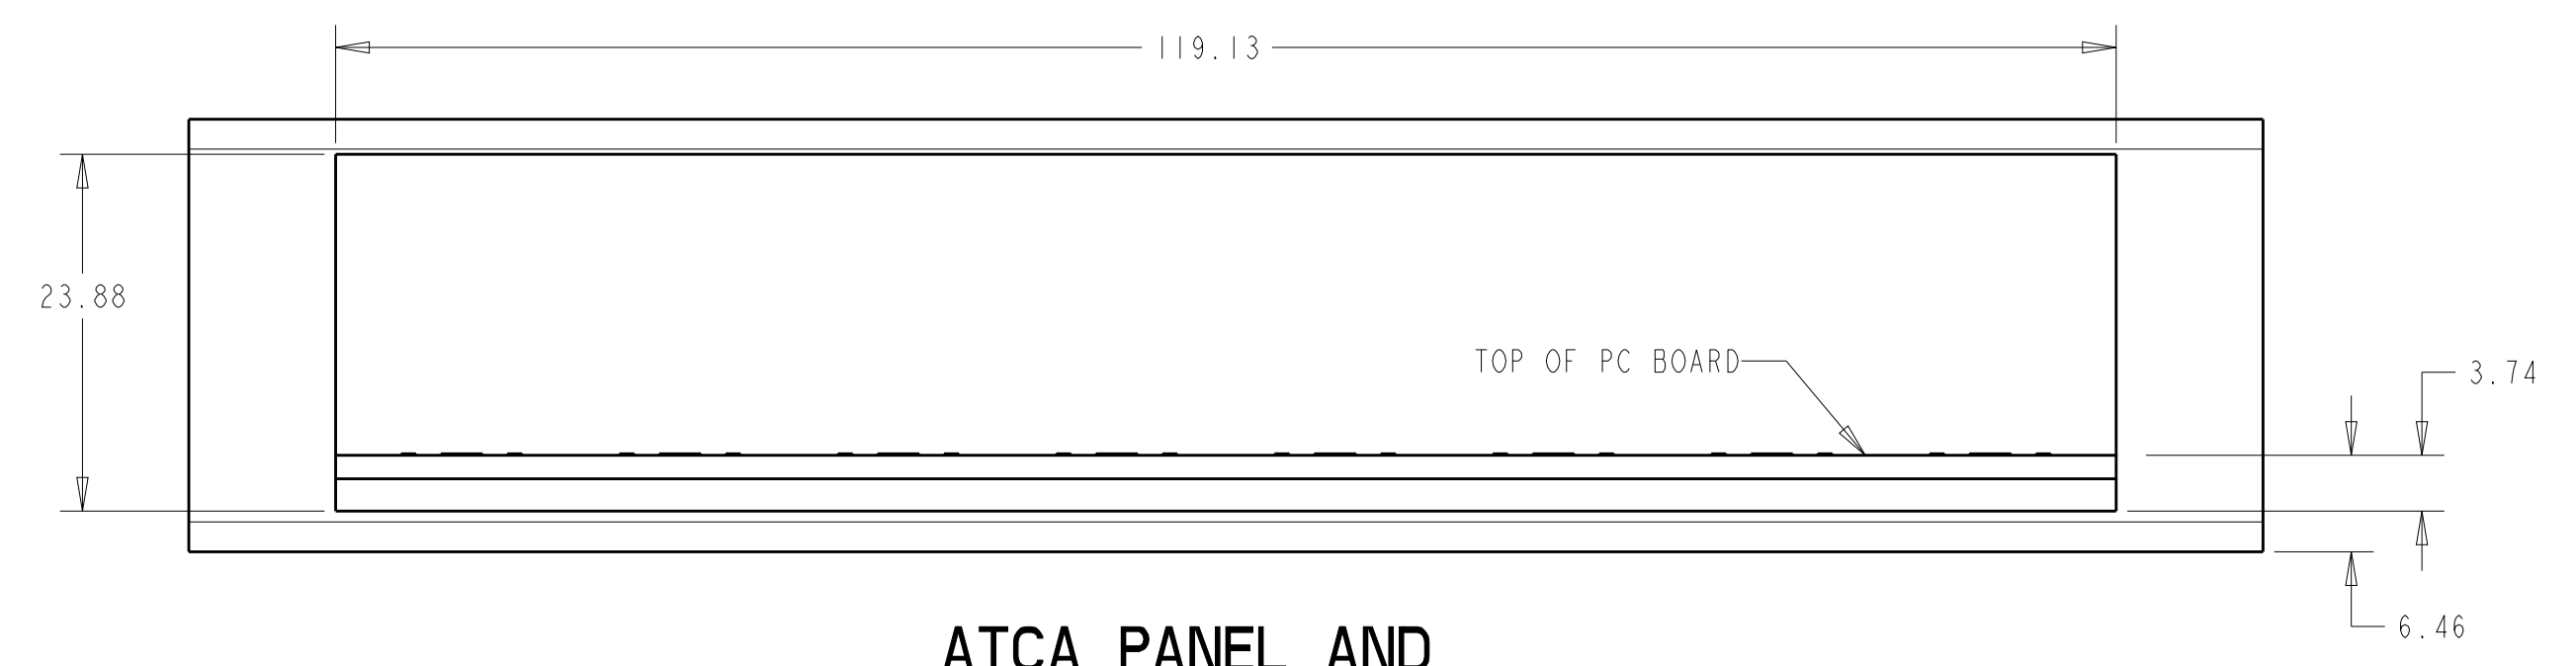 119.13
23.88
TOP OF PC BOARD
3.74
6.46
ATCA PANEL AND